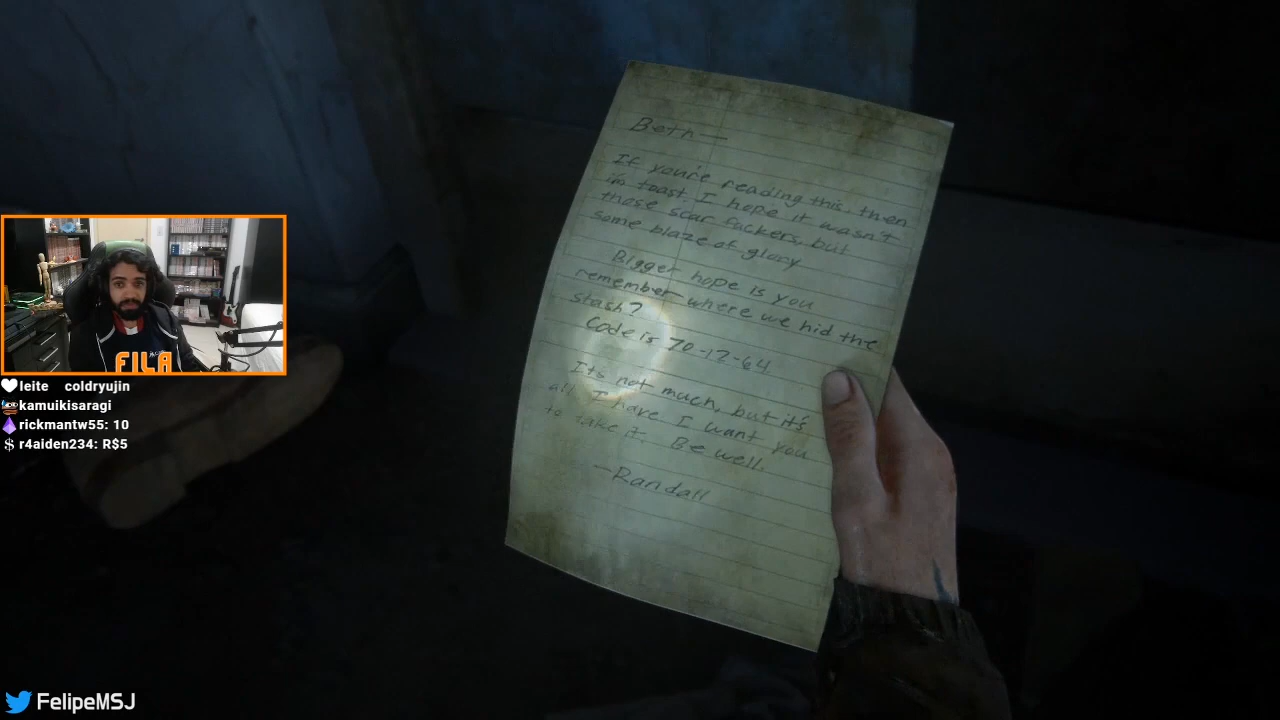 Beth—
If you're reading this, then
i'm toast. I hope it wasn't
those scar fuckers, but
some blaze of glory
Bigger hope is you
remember where we hid the
stash?
Code is 70-12-64
Its not much, but it's
all I have. I want you
to take it. Be well.
—Randall
FILA
leite coldryujin
kamuikisaragi
rickmantw55: 10
$ r4aiden234: R$5
FelipeMSJ